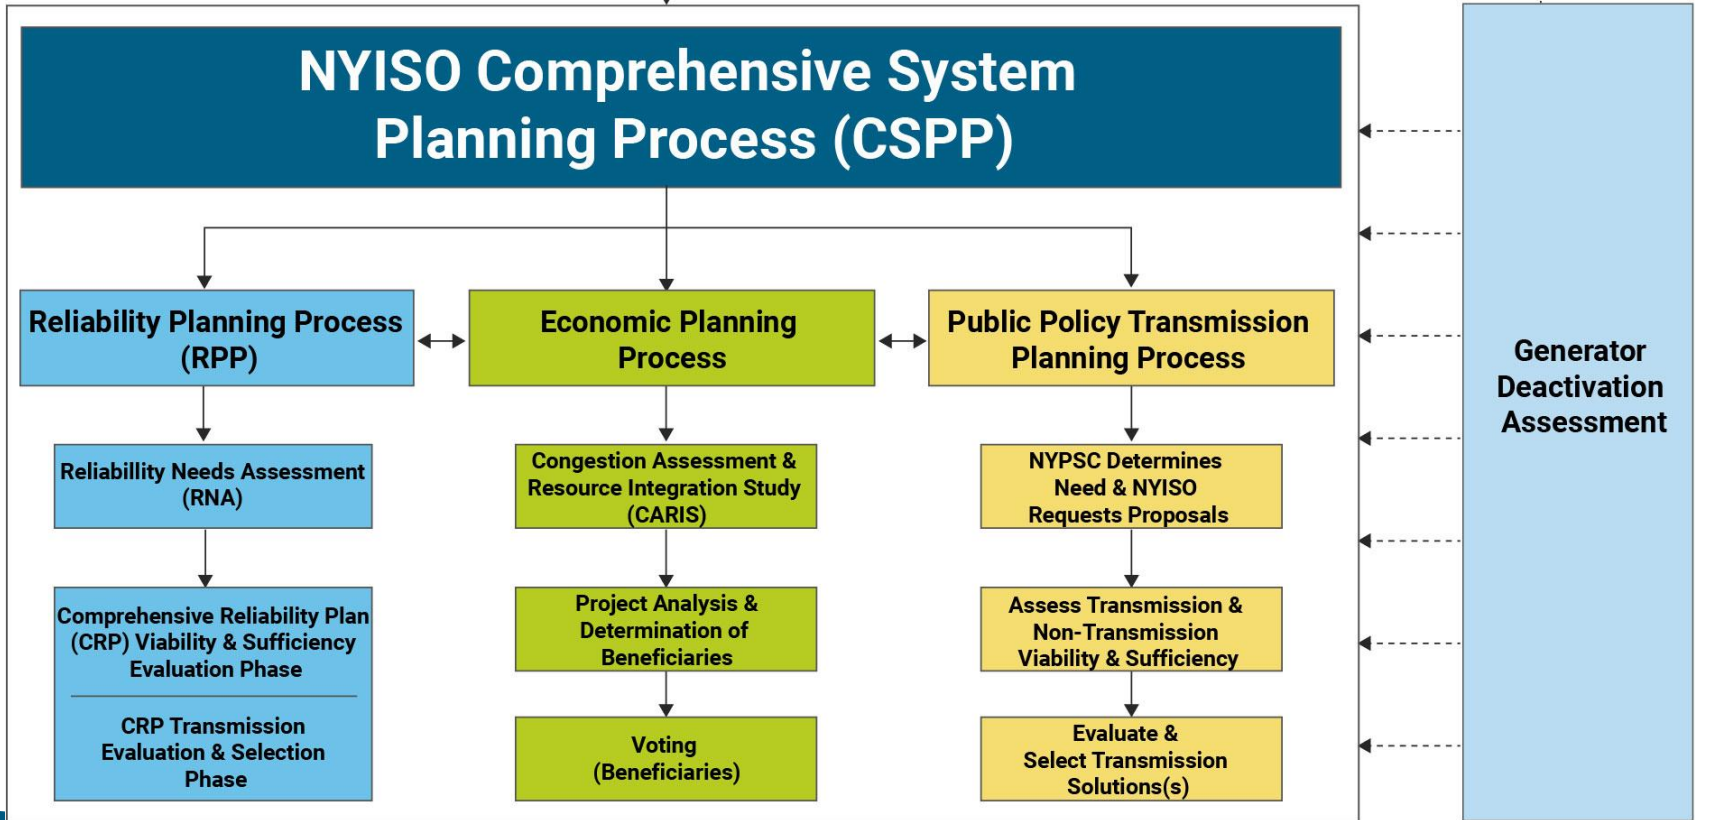 NYISO Comprehensive System
Planning Process (CSPP)
Reliability Planning Process
(RPP)
Economic Planning
Process
Public Policy Transmission
Planning Process
Generator
Deactivation
Assessment
Reliabillity Needs Assessment
(RNA)
Congestion Assessment &
Resource Integration Study
(CARIS)
NYPSC Determines
Need & NYISO
Requests Proposals
Comprehensive Reliability Plan
(CRP) Viability & Sufficiency
Evaluation Phase
CRP Transmission
Evaluation & Selection
Phase
Project Analysis &
Determination of
Beneficiaries
Assess Transmission &
Non-Transmission
Viability & Sufficiency
Voting
(Beneficiaries)
Evaluate &
Select Transmission
Solutions(s)